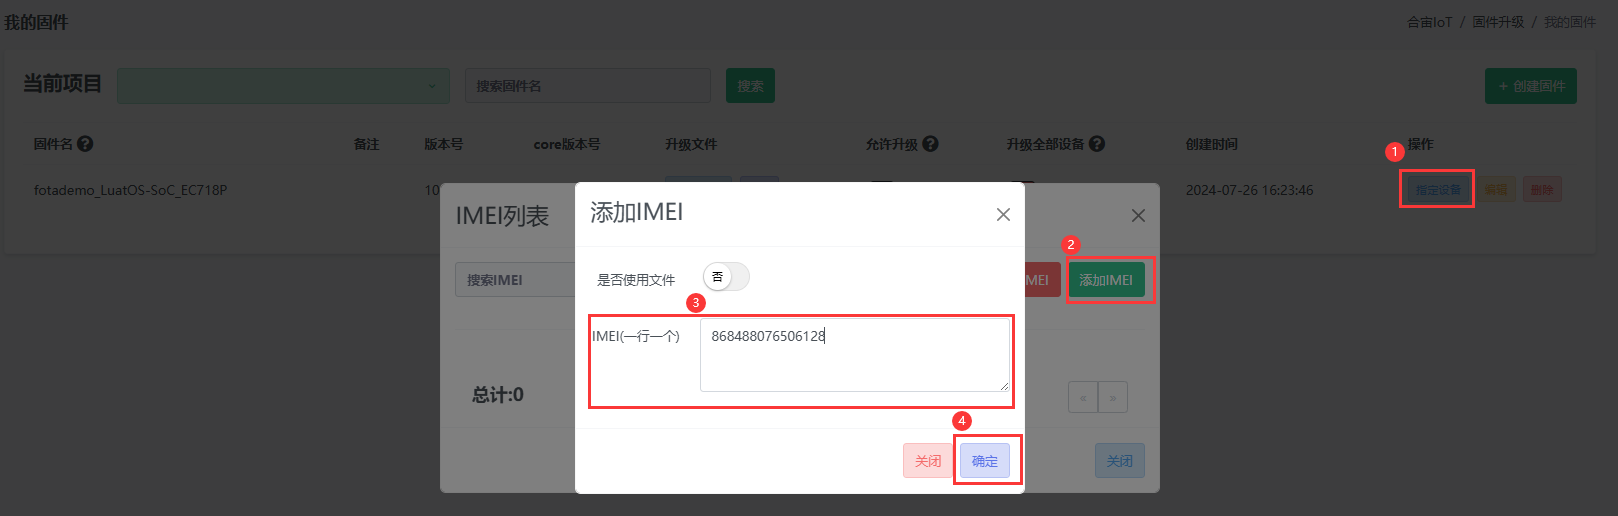 我的固件
合宙IoT / 固件升级 / 我的固件
当前项目 搜索固件名 搜索 + 创建固件
固件名 ? 备注 版本号 core版本号 升级文件 允许升级 ? 升级全部设备 ? 创建时间 操作
1
fotademo_LuatOS-SoC_EC718P 10 2024-07-26 16:23:46 指定设备 编辑 删除
IMEI列表
添加IMEI
2
搜索IMEI
MEI 添加IMEI
是否使用文件 否
3
IMEI(一行一个) 868488076506128
总计:0
« »
4
关闭 确定
关闭